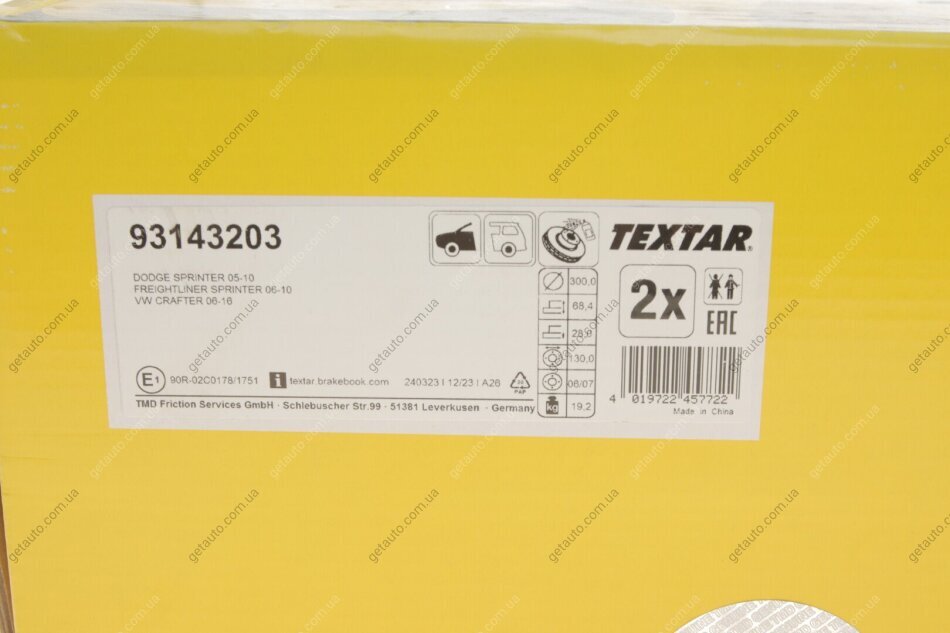 93143203
TEXTAR®
DODGE SPRINTER 05-10
FREIGHTLINER SPRINTER 06-10
VW CRAFTER 06-16
300,0
68,4
28,0
130,0
06/07
kg 19,2
2x
EAC
E1 90R-02C0178/1751 i textar.brakebook.com 240323 | 12/23 | A26 20 PAP
TMD Friction Services GmbH · Schlebuscher Str.99 · 51381 Leverkusen · Germany
4 019722 457722
Made in China
getauto.com.ua